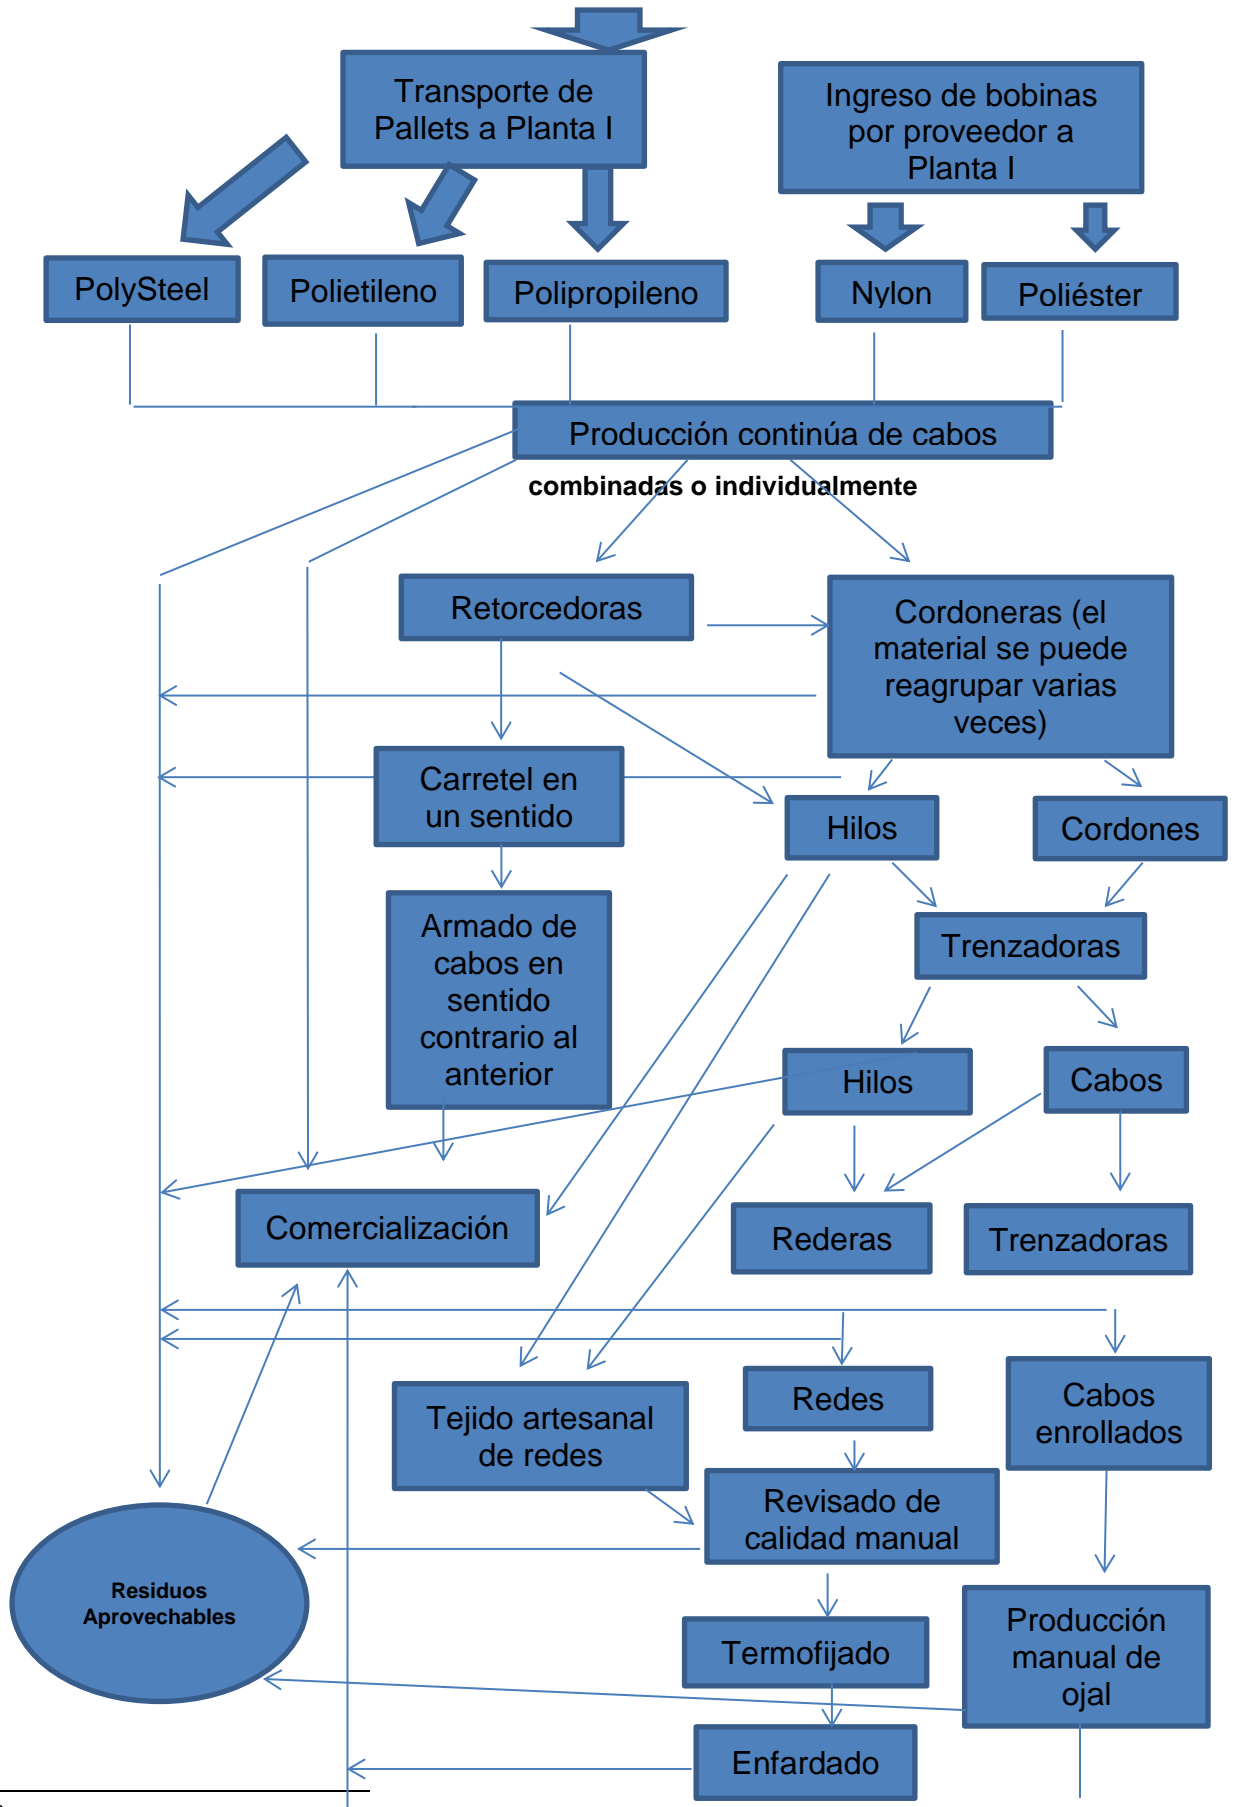 Transporte de
Pallets a Planta I
Ingreso de bobinas
por proveedor a
Planta I
PolySteel
Polietileno
Polipropileno
Nylon
Poliéster
Producción continúa de cabos
combinadas o individualmente
Retorcedoras
Cordoneras (el
material se puede
reagrupar varias
veces)
Carretel en
un sentido
Hilos
Cordones
Armado de
cabos en
sentido
contrario al
anterior
Trenzadoras
Hilos
Cabos
Comercialización
Rederas
Trenzadoras
Tejido artesanal
de redes
Redes
Cabos
enrollados
Revisado de
calidad manual
Residuos
Aprovechables
Termofijado
Producción
manual de
ojal
Enfardado